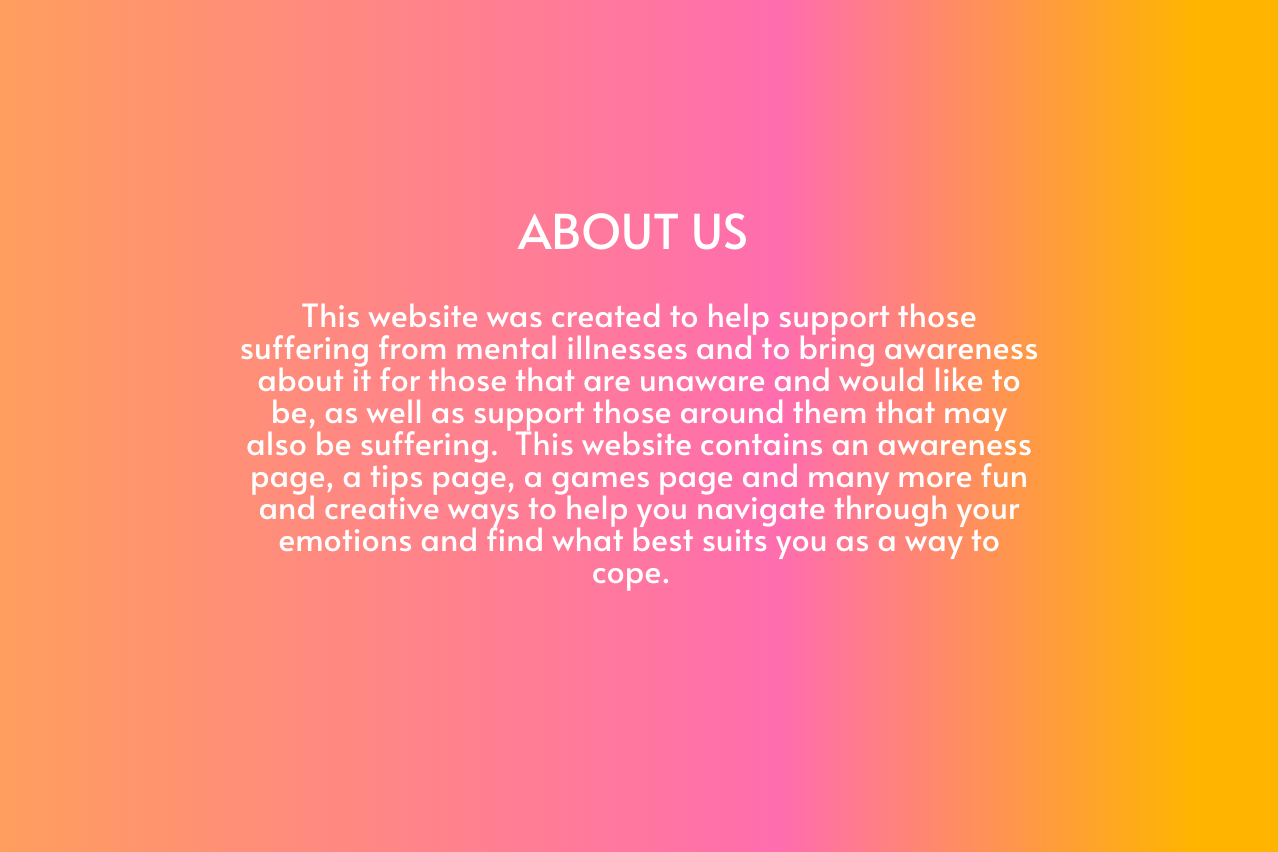 ABOUT US
This website was created to help support those
suffering from mental illnesses and to bring awareness
about it for those that are unaware and would like to
be, as well as support those around them that may
also be suffering.  This website contains an awareness
page, a tips page, a games page and many more fun
and creative ways to help you navigate through your
emotions and find what best suits you as a way to
cope.